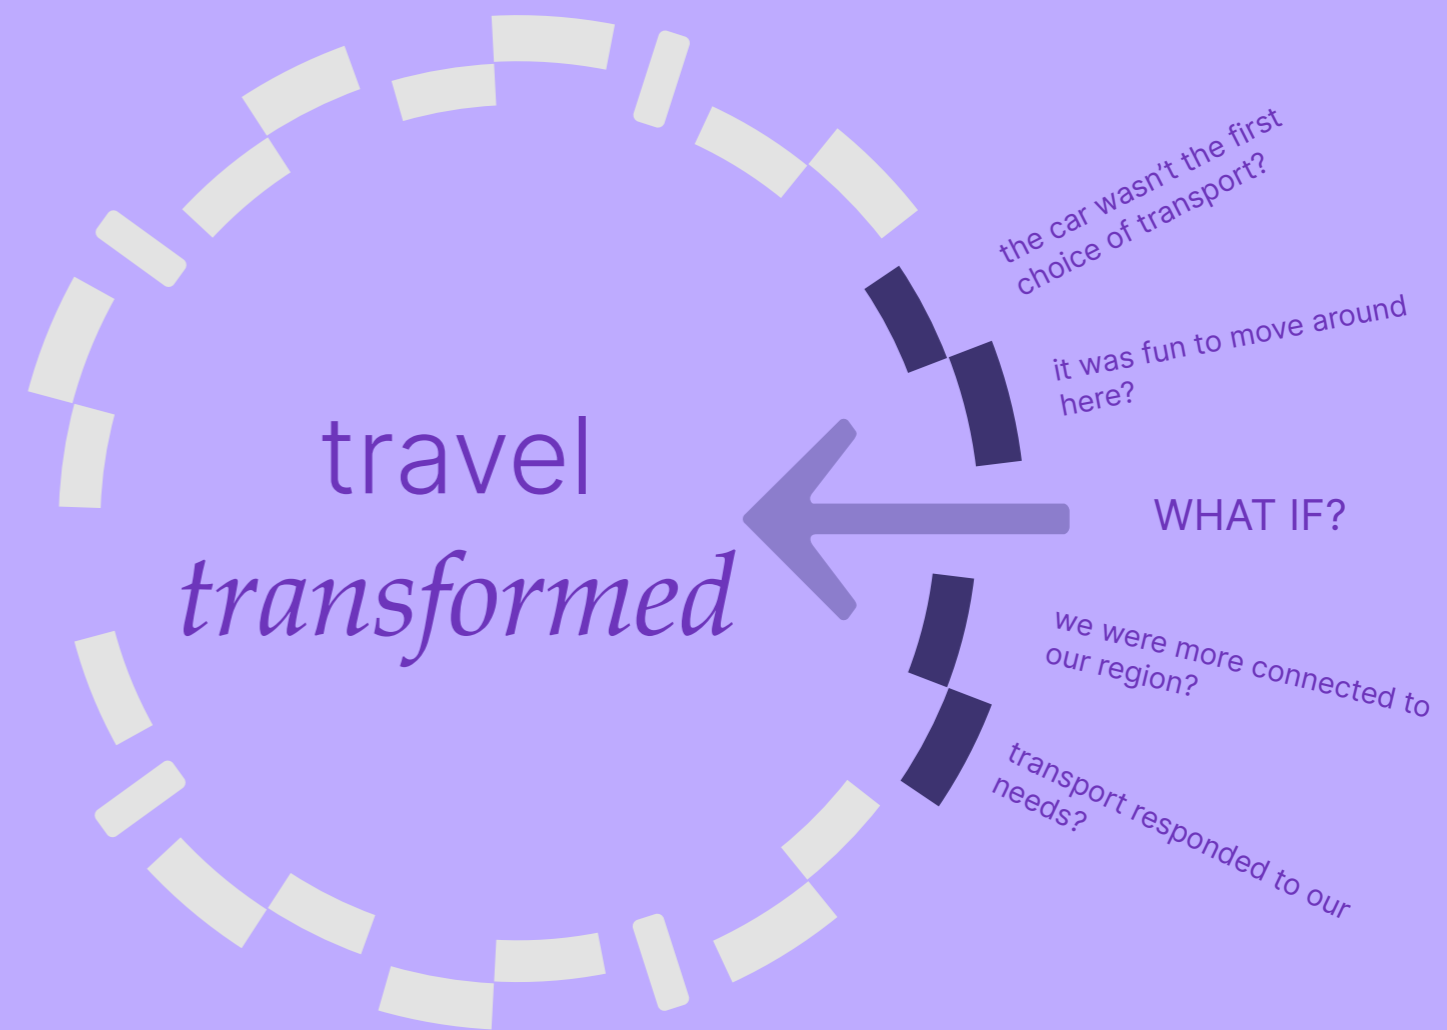 the car wasn't the first
choice of transport?
it was fun to move around
here?
travel
transformed
WHAT IF?
we were more connected to
our region?
transport responded to our
needs?